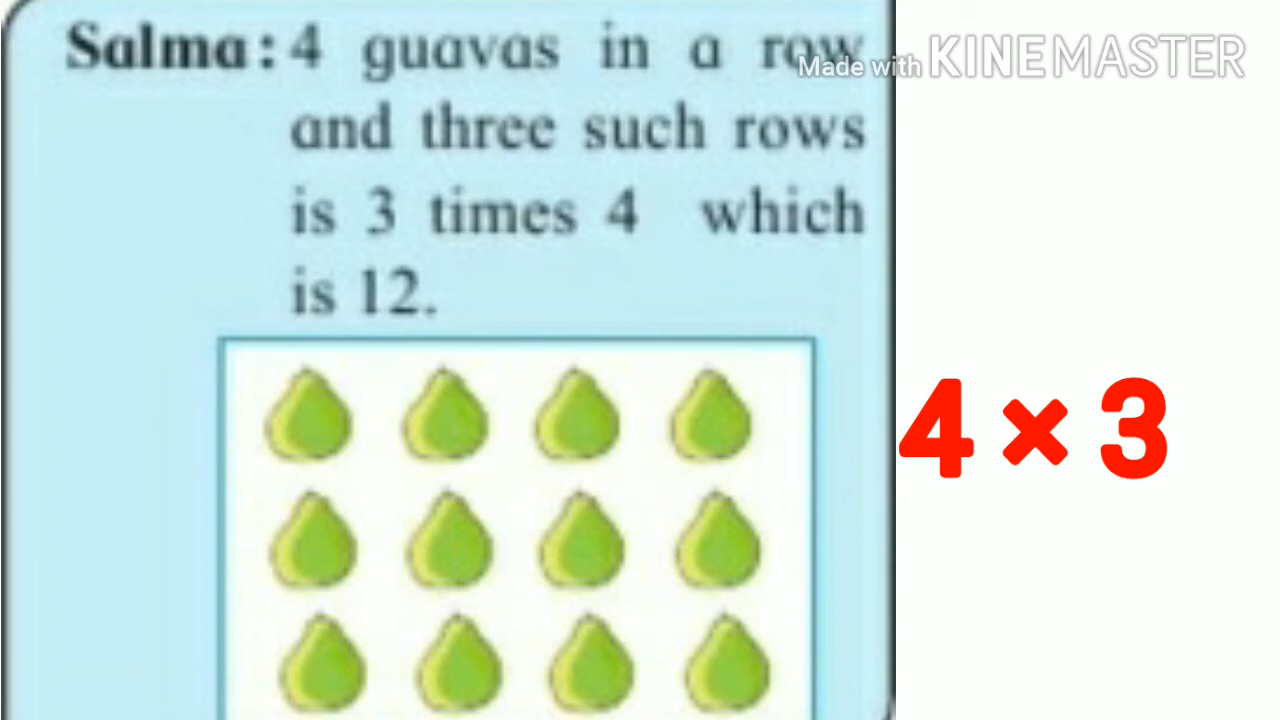 Salma: 4 guavas in a row
and three such rows
is 3 times 4 which
is 12.
Made with KINEMASTER
4 × 3